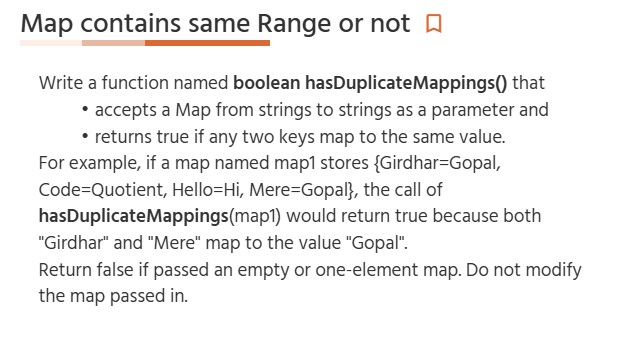 Map contains same Range or not
Write a function named boolean hasDuplicateMappings() that
• accepts a Map from strings to strings as a parameter and
• returns true if any two keys map to the same value.
For example, if a map named map1 stores {Girdhar=Gopal,
Code=Quotient, Hello=Hi, Mere=Gopal}, the call of
hasDuplicateMappings(map1) would return true because both
"Girdhar" and "Mere" map to the value "Gopal".
Return false if passed an empty or one-element map. Do not modify
the map passed in.